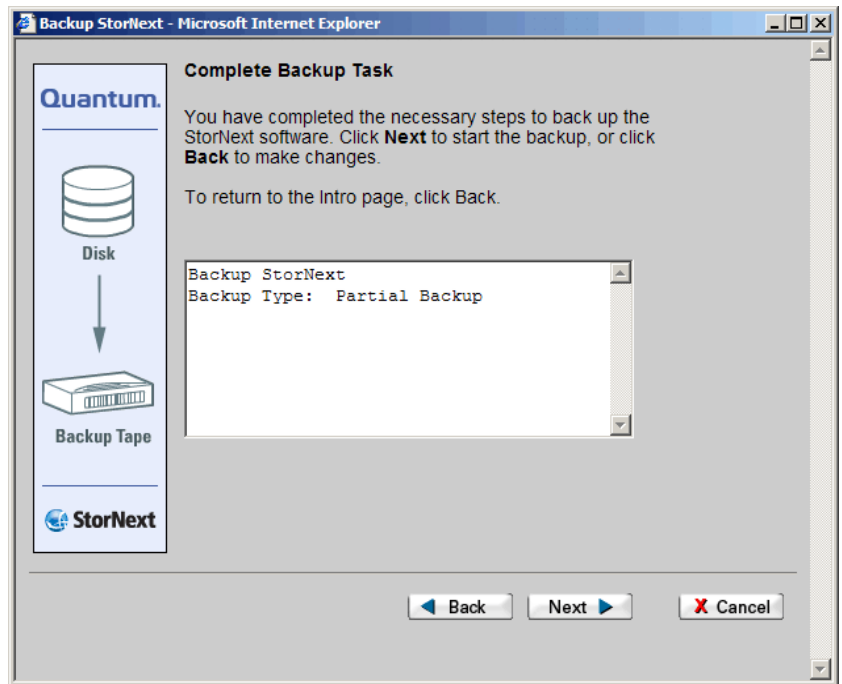 Backup StorNext - Microsoft Internet Explorer
Quantum.
Disk
Backup Tape
StorNext
Complete Backup Task
You have completed the necessary steps to back up the
StorNext software. Click Next to start the backup, or click
Back to make changes.
To return to the Intro page, click Back.
Backup StorNext
Backup Type:  Partial Backup
Back
Next
Cancel